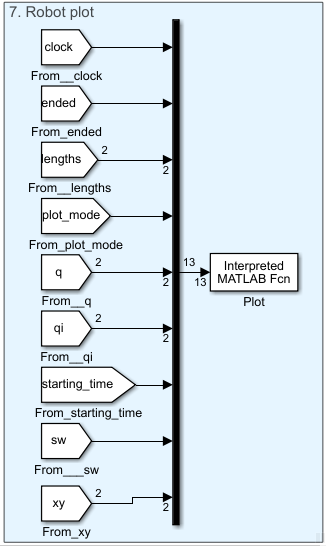 7. Robot plot
clock
From__clock
ended
From_ended
lengths
2
2
From__lengths
plot_mode
From_plot_mode
q
2
2
From__q
13
13
Interpreted
MATLAB Fcn
Plot
qi
2
2
From__qi
starting_time
From_starting_time
sw
From___sw
xy
2
2
From_xy